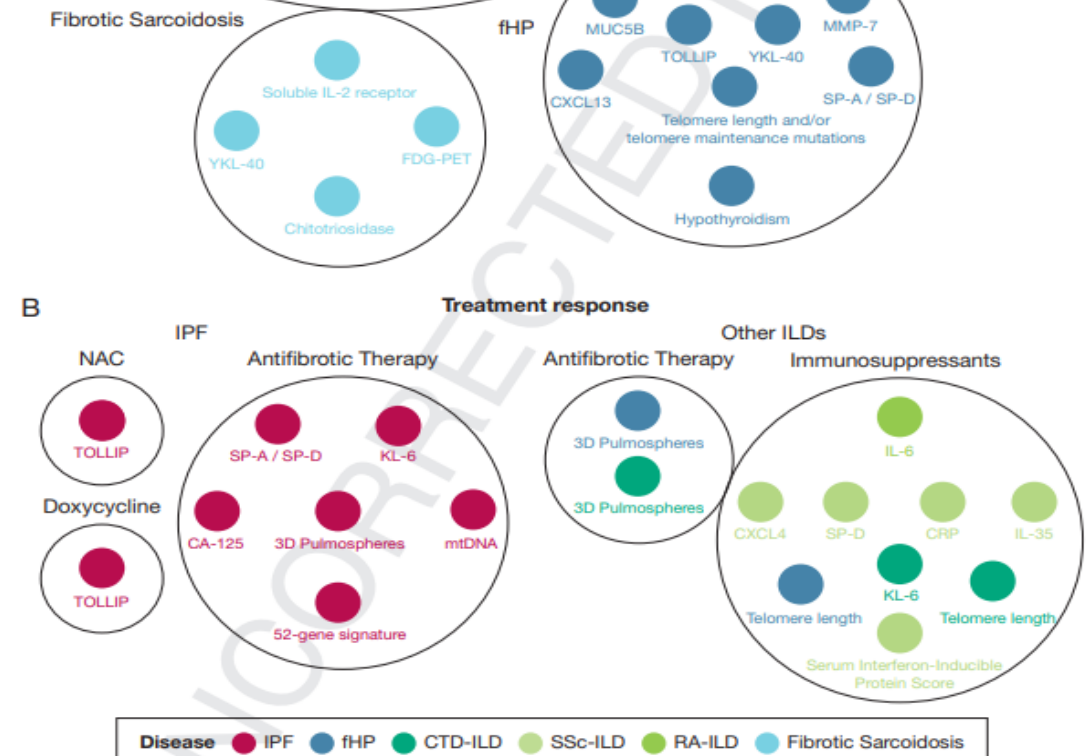 Fibrotic Sarcoidosis
Soluble IL-2 receptor
YKL-40
FDG-PET
Chitotriosidase
fHP
MUC5B
MMP-7
TOLLIP
YKL-40
CXCL13
SP-A / SP-D
Telomere length and/or
telomere maintenance mutations
Hypothyroidism
B
Treatment response
IPF
NAC
TOLLIP
Doxycycline
TOLLIP
Antifibrotic Therapy
SP-A / SP-D
KL-6
CA-125
3D Pulmospheres
mtDNA
52-gene signature
Other ILDs
Antifibrotic Therapy
3D Pulmospheres
3D Pulmospheres
Immunosuppressants
IL-6
CXCL4
SP-D
CRP
IL-35
KL-6
Telomere length
Telomere length
Serum Interferon-Inducible
Protein Score
Disease IPF fHP CTD-ILD SSc-ILD RA-ILD Fibrotic Sarcoidosis
NCORRECTED